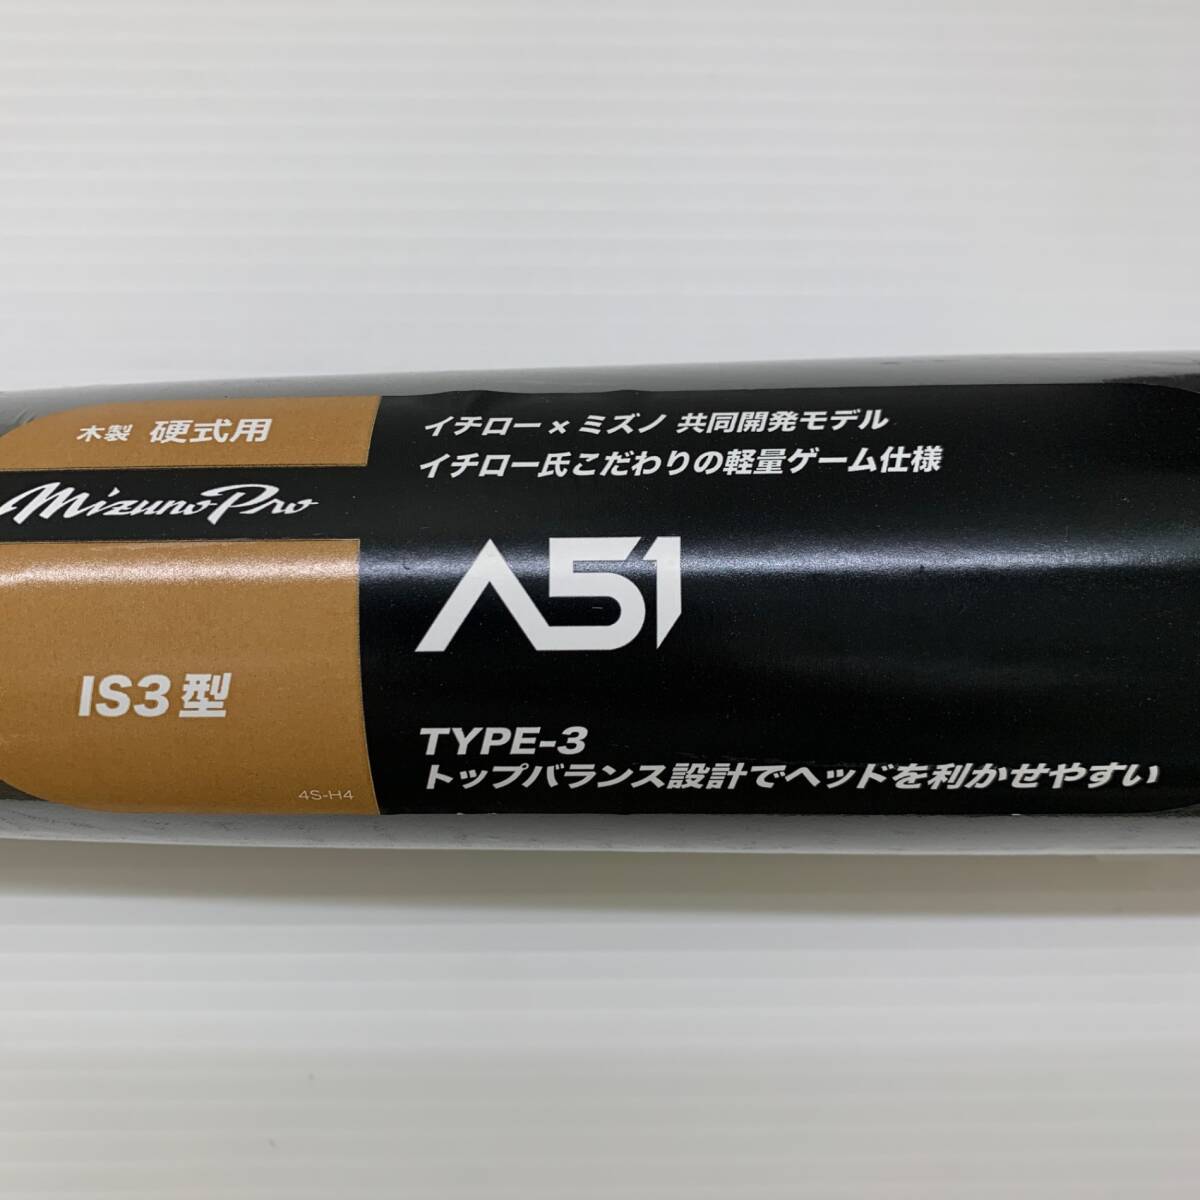 木製 硬式用
Mizuno Pro
IS3型
4S-H4
イチロー×ミズノ 共同開発モデル
イチロー氏こだわりの軽量ゲーム仕様
A51
TYPE-3
トップバランス設計でヘッドを利かせやすい